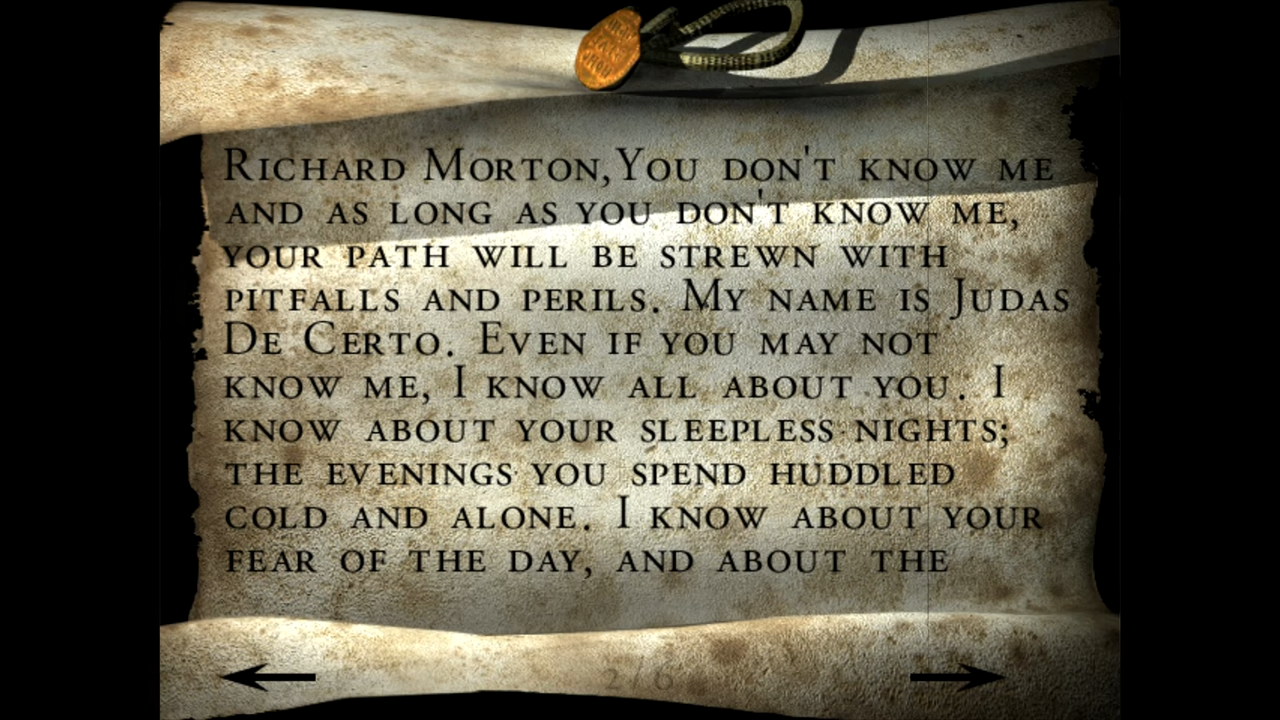 Richard Morton,You don't know me
and as long as you don't know me,
your path will be strewn with
pitfalls and perils. My name is Judas
De Certo. Even if you may not
know me, I know all about you. I
know about your sleepless nights;
the evenings you spend huddled
cold and alone. I know about your
fear of the day, and about the
2/6